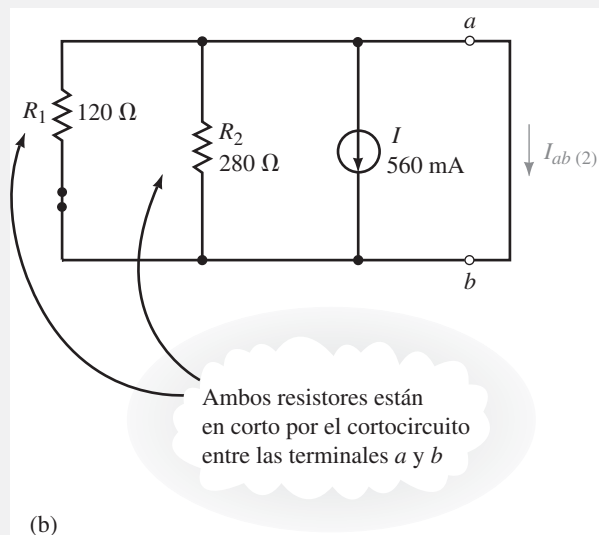 a
R1 120 Ω
R2
280 Ω
I
560 mA
Iab (2)
b
Ambos resistores están
en corto por el cortocircuito
entre las terminales a y b
(b)